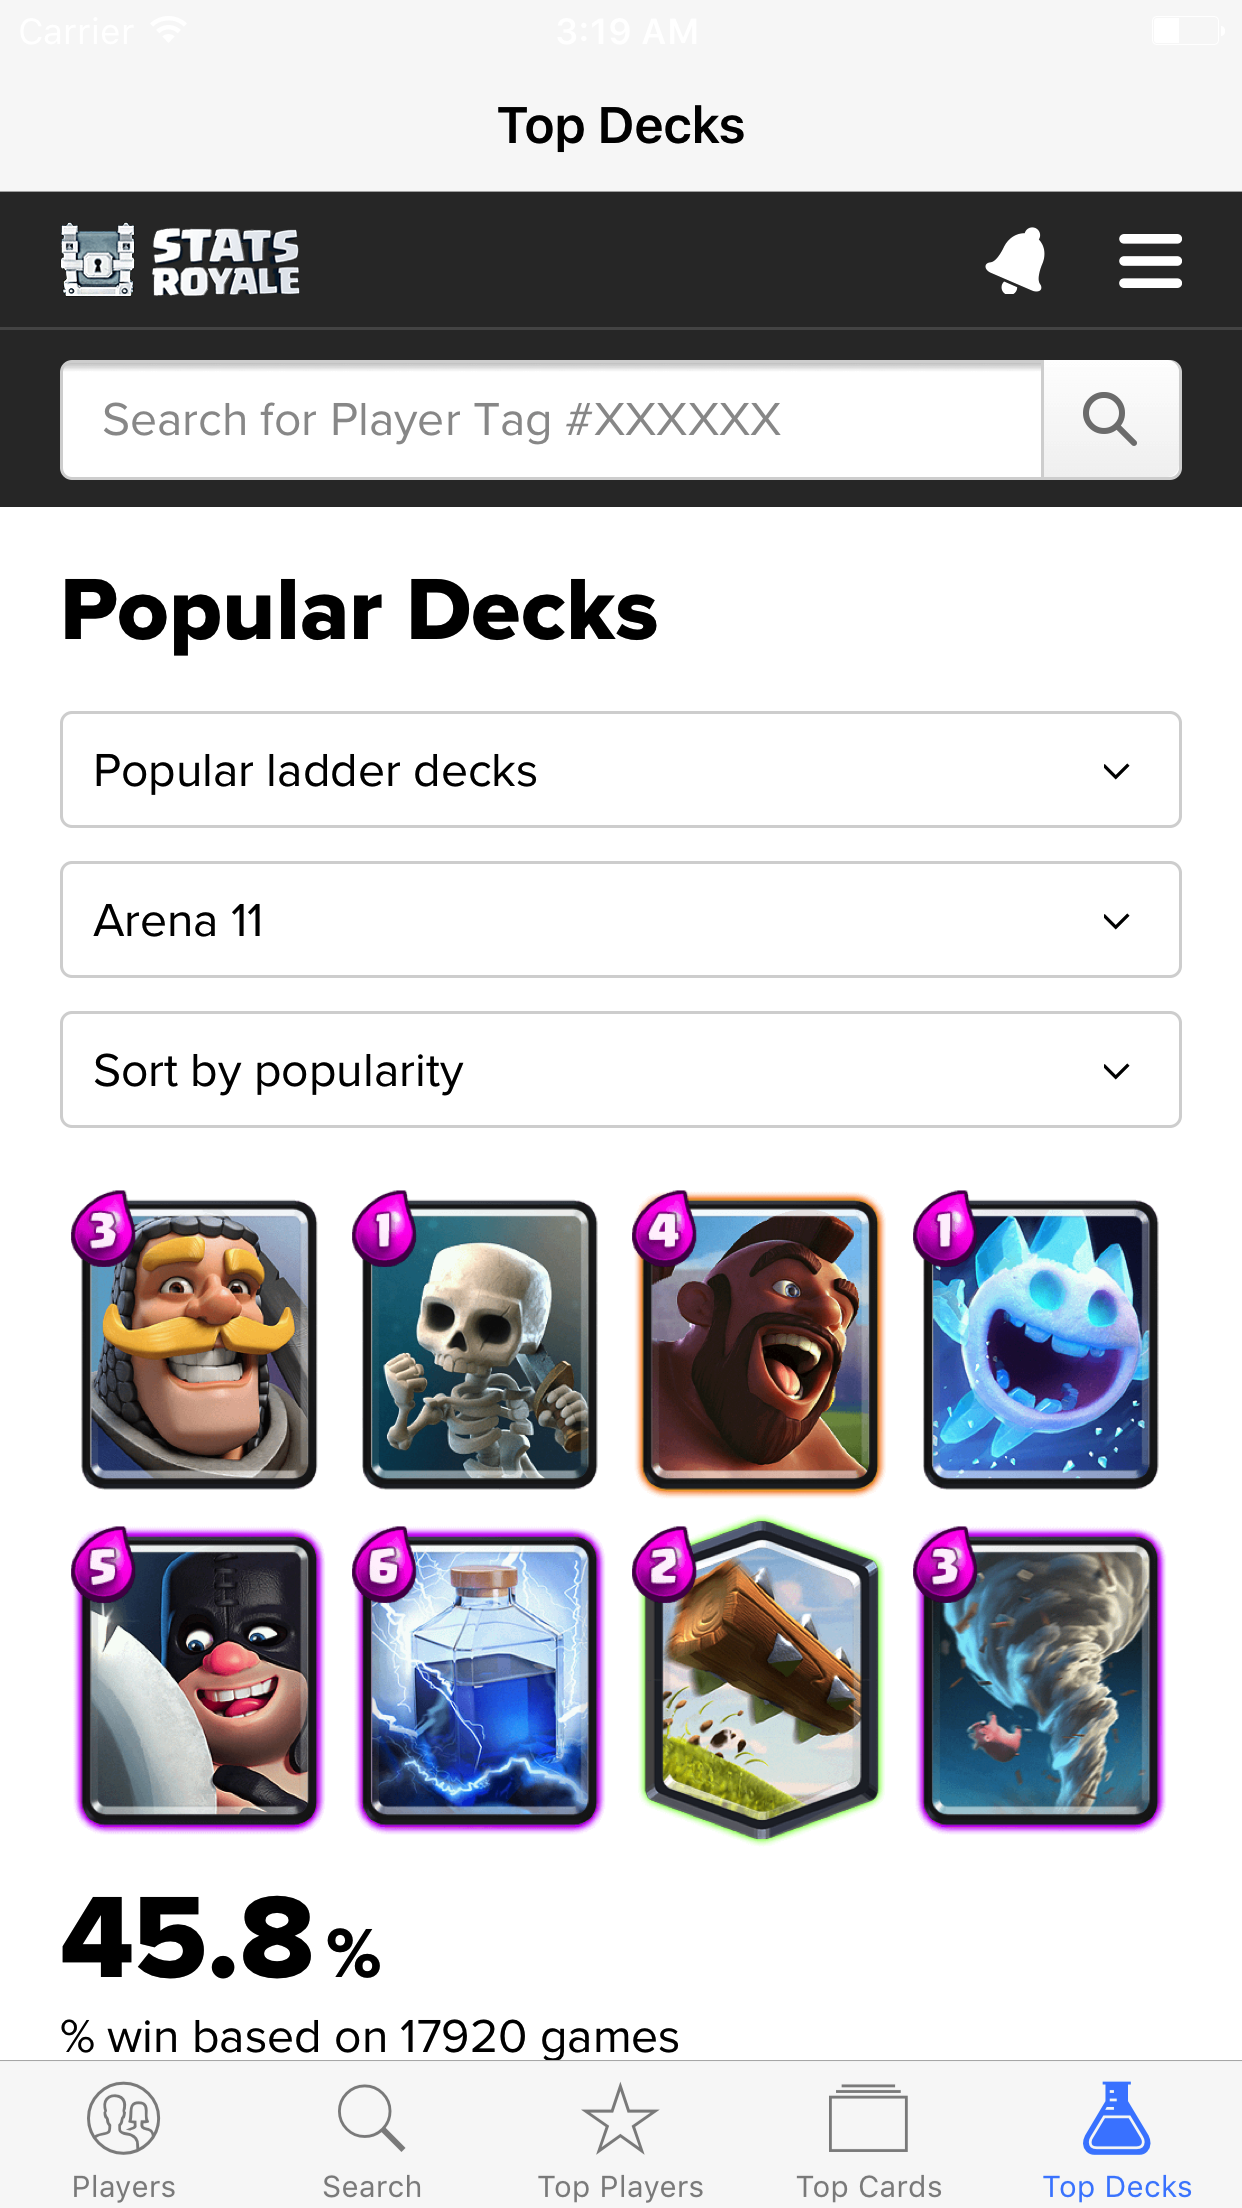 Carrier 3:19 AM
Top Decks
STATS
ROYALE
Search for Player Tag #XXXXXX
Popular Decks
Popular ladder decks
Arena 11
Sort by popularity
3 1 4 1
5 6 2 3
45.8 %
% win based on 17920 games
Players Search Top Players Top Cards Top Decks